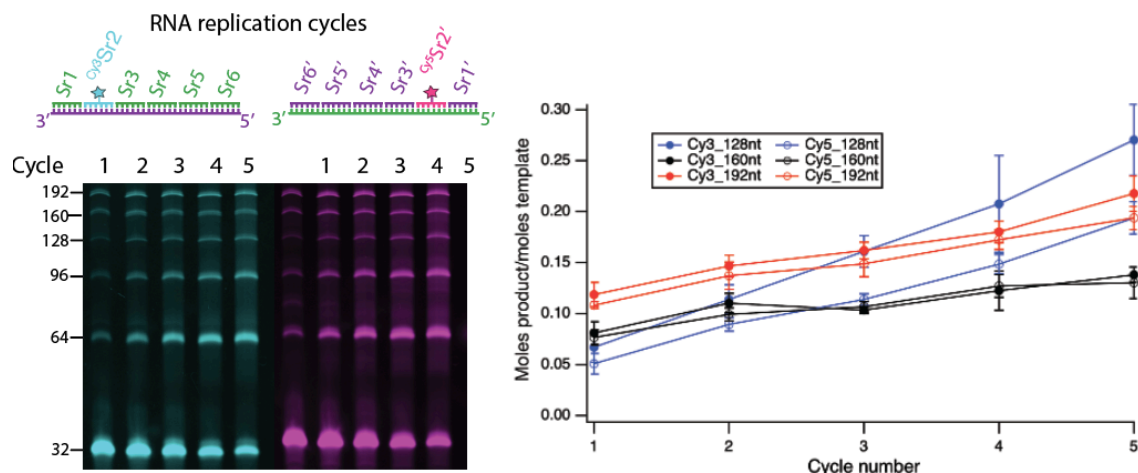 RNA replication cycles
Sr1 Cy3Sr2 Sr3 Sr4 Sr5 Sr6
Sr6′ Sr5′ Sr4′ Sr3′ Cy5Sr2′ Sr1′
3′ 5′ 3′ 5′
Cycle 1 2 3 4 5 1 2 3 4 5
192
160
128
96
64
32
Moles product/moles template
0.30
0.25
0.20
0.15
0.10
0.05
0.00
Cy3_128nt Cy5_128nt
Cy3_160nt Cy5_160nt
Cy3_192nt Cy5_192nt
1 2 3 4 5
Cycle number